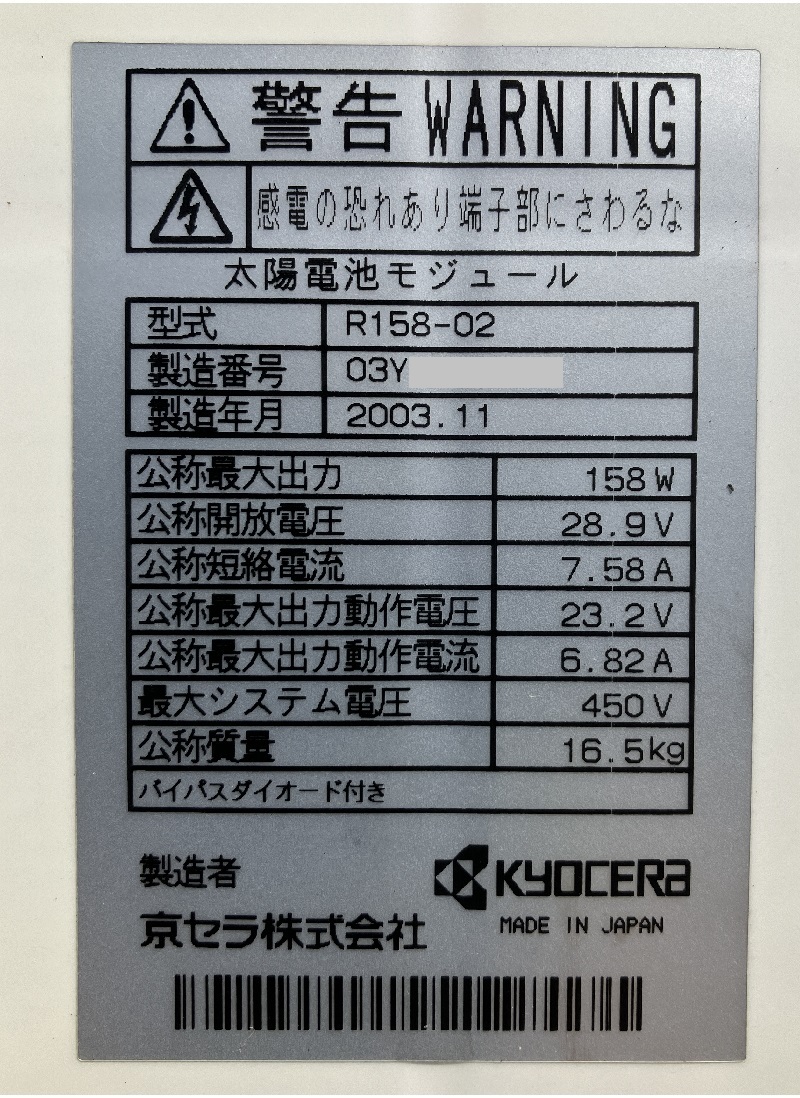 警告 WARNING
感電の恐れあり端子部にさわるな
太陽電池モジュール
型式 R158-02
製造番号 03Y
製造年月 2003.11
公称最大出力 158W
公称開放電圧 28.9V
公称短絡電流 7.58A
公称最大出力動作電圧 23.2V
公称最大出力動作電流 6.82A
最大システム電圧 450V
公称質量 16.5kg
バイパスダイオード付き
製造者
KYOCERA
京セラ株式会社
MADE IN JAPAN